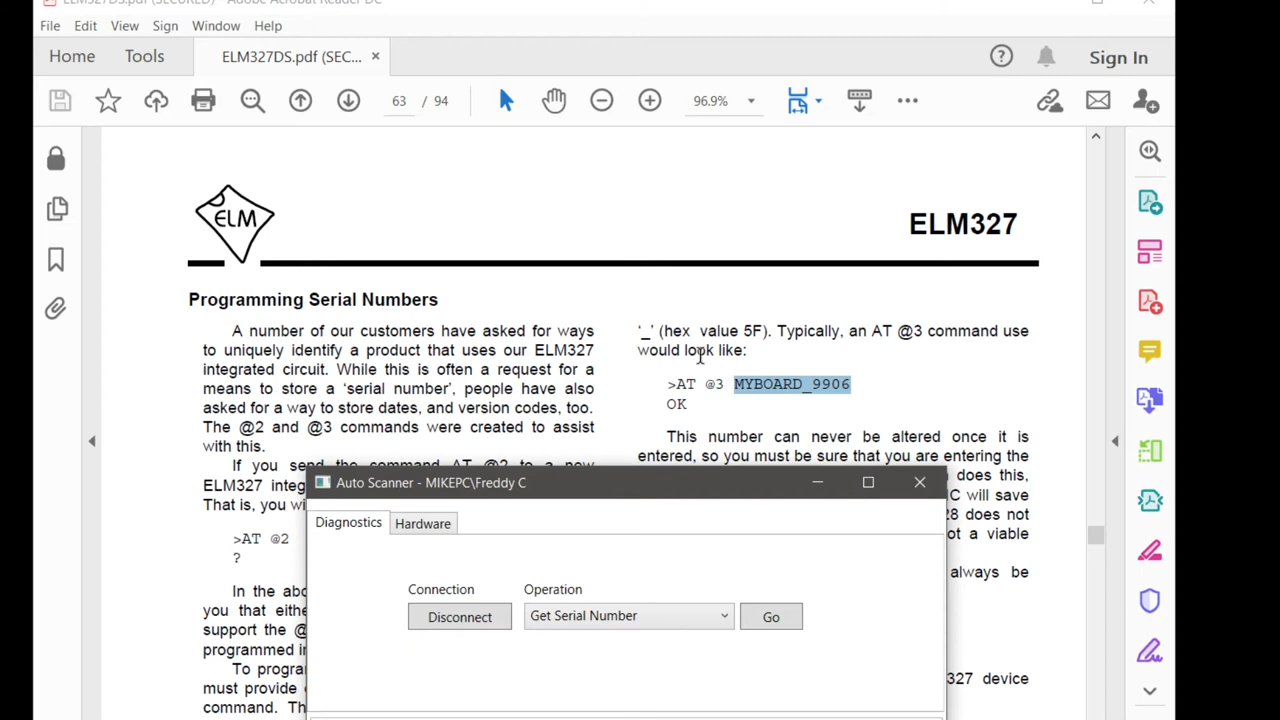 ELM327DS.pdf (SECURED) - Adobe Acrobat Reader DC
File Edit View Sign Window Help
Home Tools ELM327DS.pdf (SEC... Sign In
63 / 94 96.9%
ELM
ELM327
Programming Serial Numbers
A number of our customers have asked for ways
to uniquely identify a product that uses our ELM327
integrated circuit. While this is often a request for a
means to store a ‘serial number’, people have also
asked for a way to store dates, and version codes, too.
The @2 and @3 commands were created to assist
with this.
If you send the command AT @2 to a new
ELM327 integ
That is, you wi
>AT @2
?
In the abo
you that eithe
support the @
programmed in
To progra
must provide
command. Th
‘_’ (hex value 5F). Typically, an AT @3 command use
would look like:
>AT @3 MYBOARD_9906
OK
This number can never be altered once it is
entered, so you must be sure that you are entering the
does this,
C will save
28 does not
ot a viable
always be
327 device
Auto Scanner - MIKEPC\Freddy C
Diagnostics Hardware
Connection Operation
Disconnect Get Serial Number Go